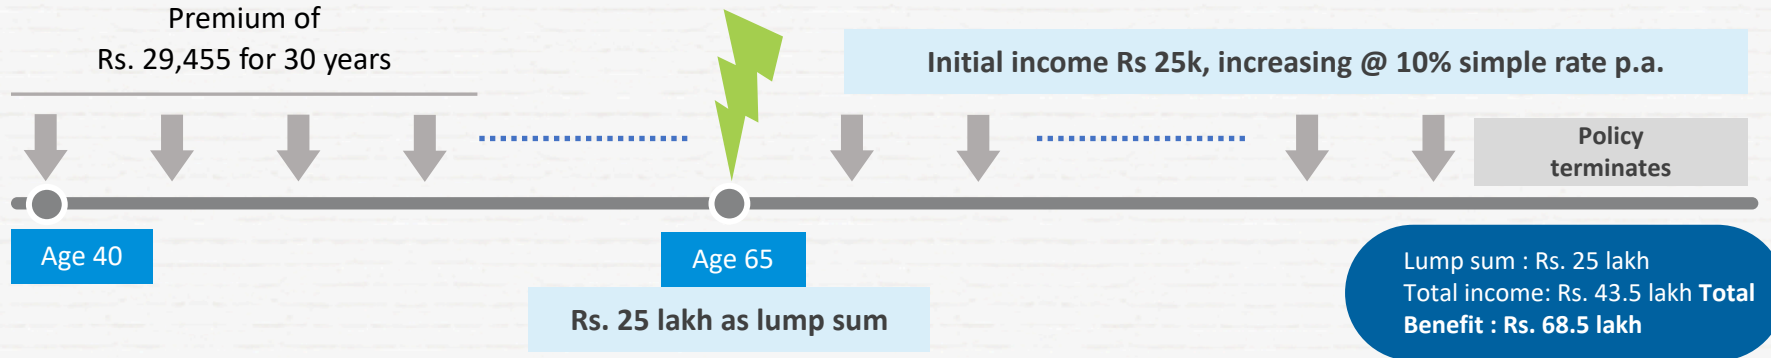 Premium of
Rs. 29,455 for 30 years
Initial income Rs 25k, increasing @ 10% simple rate p.a.
Policy
terminates
Age 40
Age 65
Rs. 25 lakh as lump sum
Lump sum : Rs. 25 lakh
Total income: Rs. 43.5 lakh Total
Benefit : Rs. 68.5 lakh